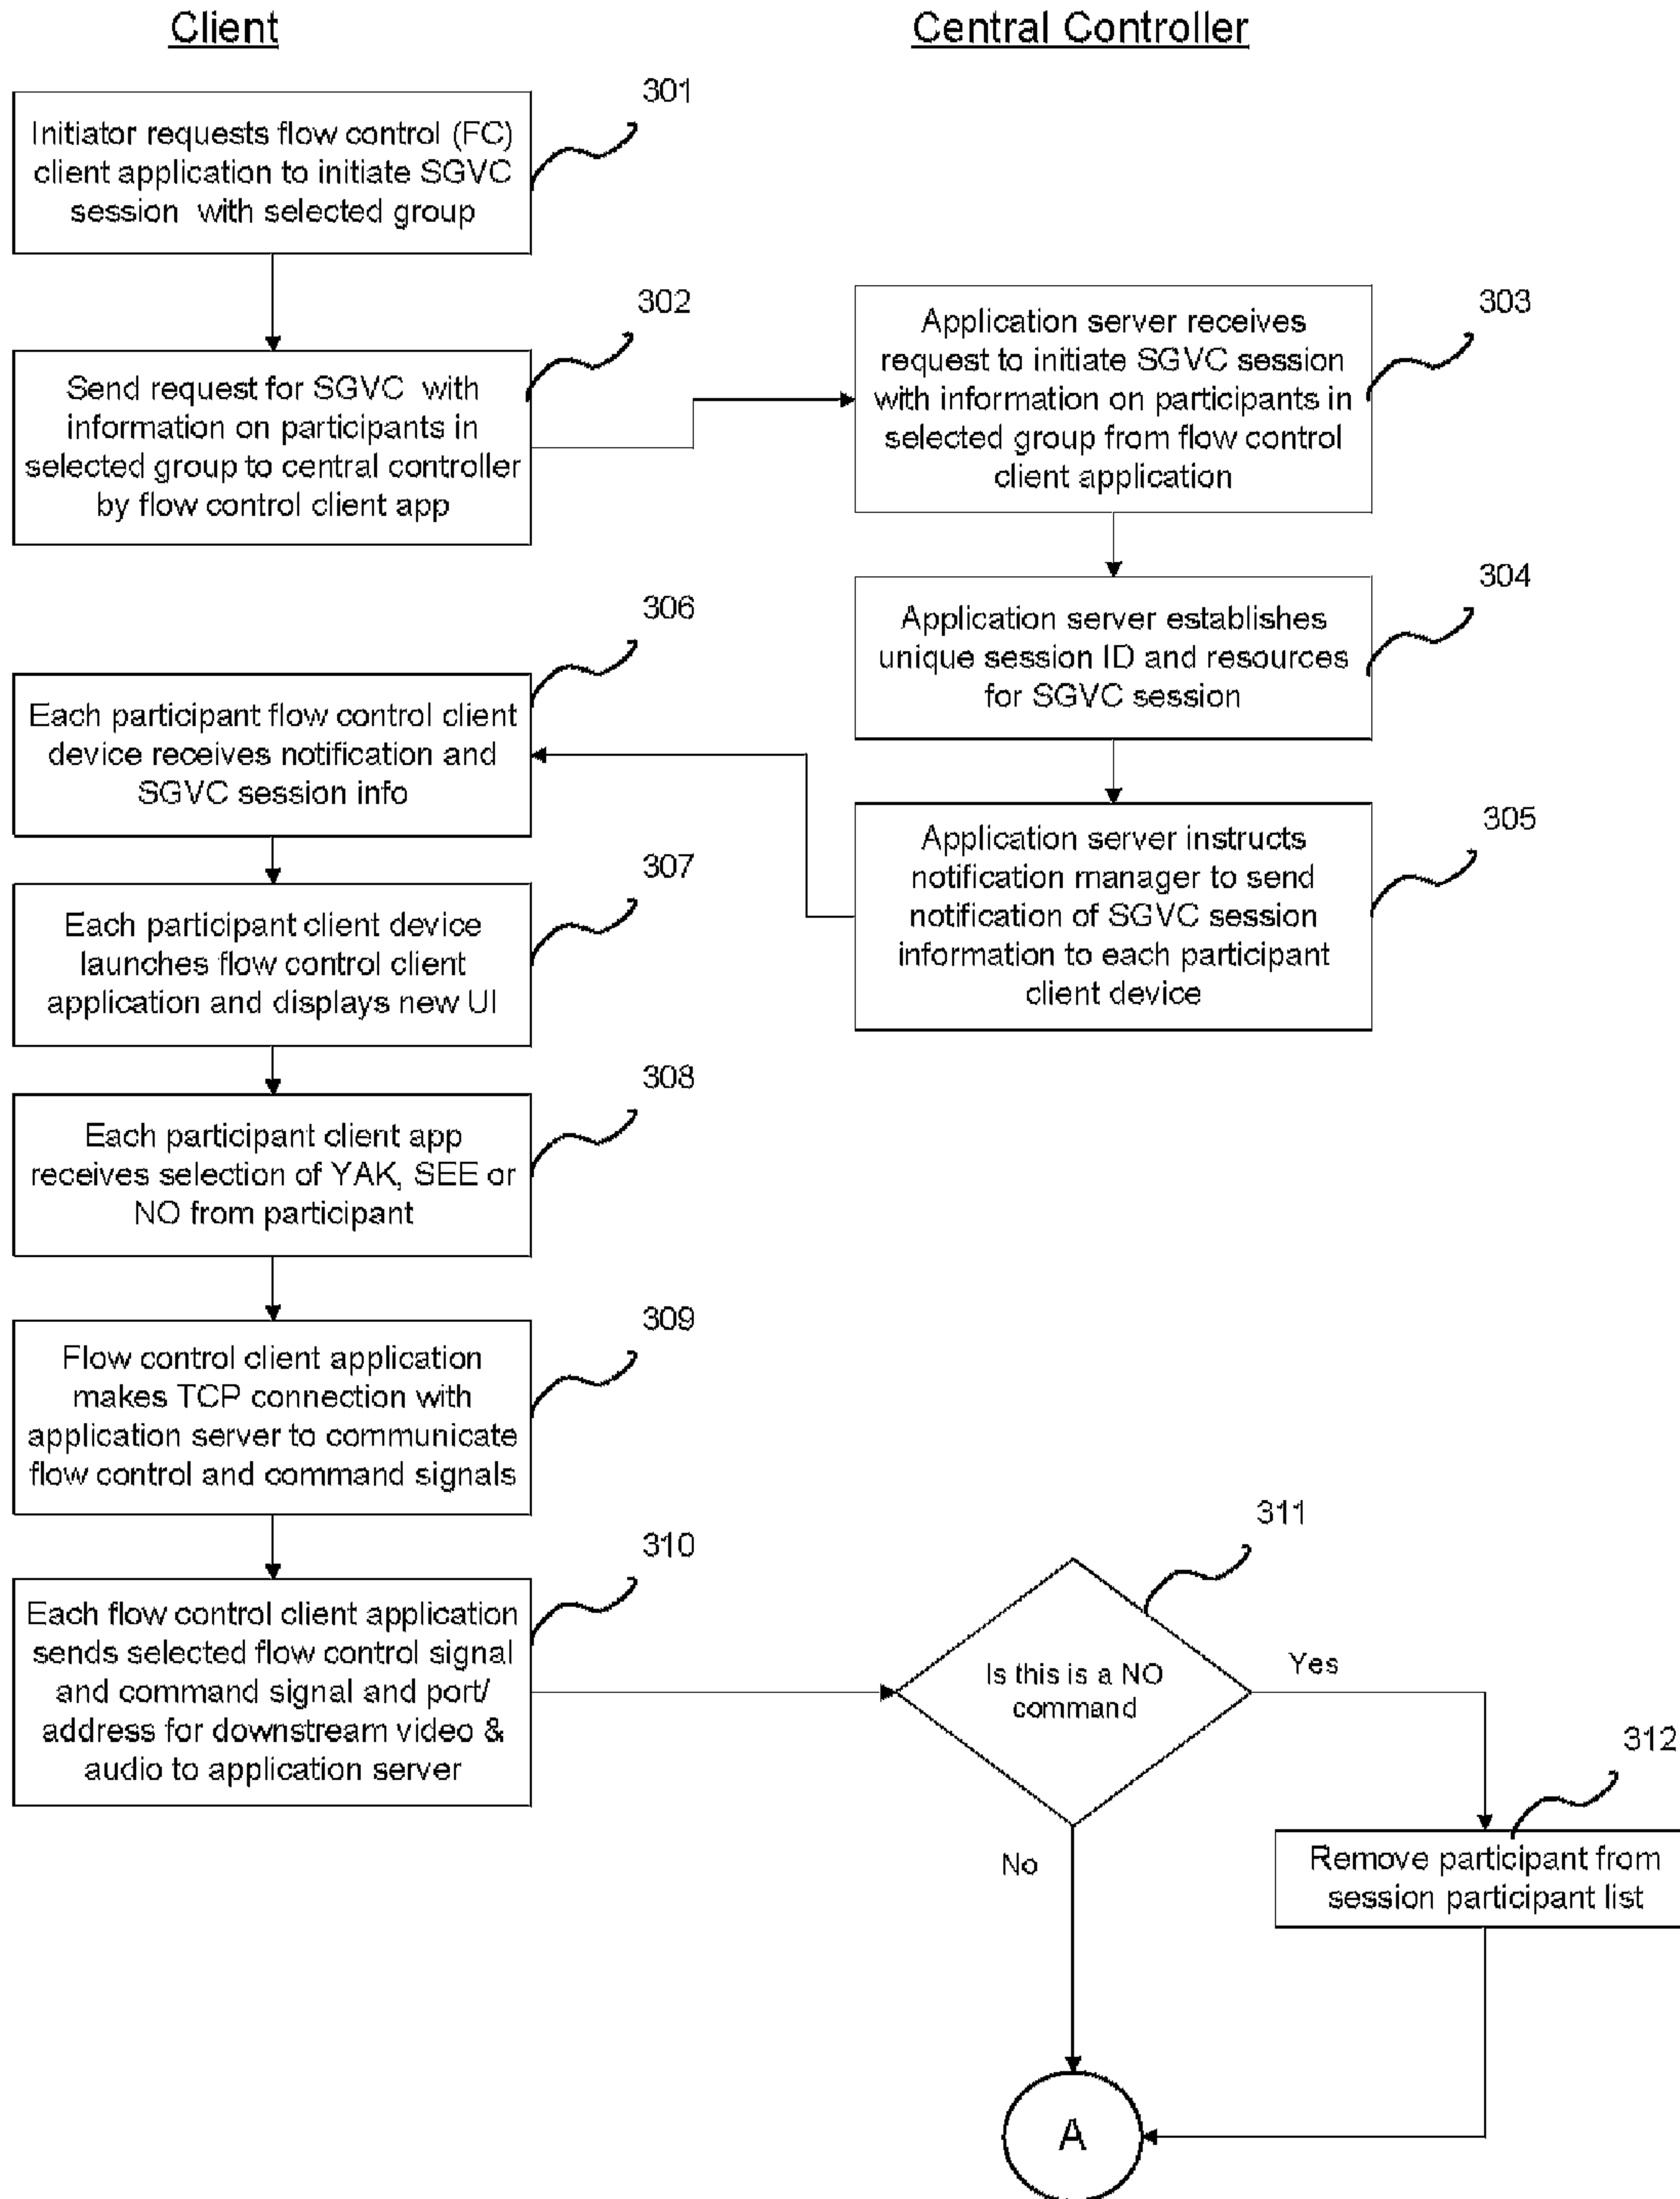 Client
Central Controller
301
Initiator requests flow control (FC)
client application to initiate SGVC
session with selected group
302
Send request for SGVC with
information on participants in
selected group to central controller
by flow control client app
303
Application server receives
request to initiate SGVC session
with information on participants in
selected group from flow control
client application
304
Application server establishes
unique session ID and resources
for SGVC session
305
Application server instructs
notification manager to send
notification of SGVC session
information to each participant
client device
306
Each participant flow control client
device receives notification and
SGVC session info
307
Each participant client device
launches flow control client
application and displays new UI
308
Each participant client app
receives selection of YAK, SEE or
NO from participant
309
Flow control client application
makes TCP connection with
application server to communicate
flow control and command signals
310
Each flow control client application
sends selected flow control signal
and command signal and port/
address for downstream video &
audio to application server
311
Is this is a NO
command
Yes
No
312
Remove participant from
session participant list
A